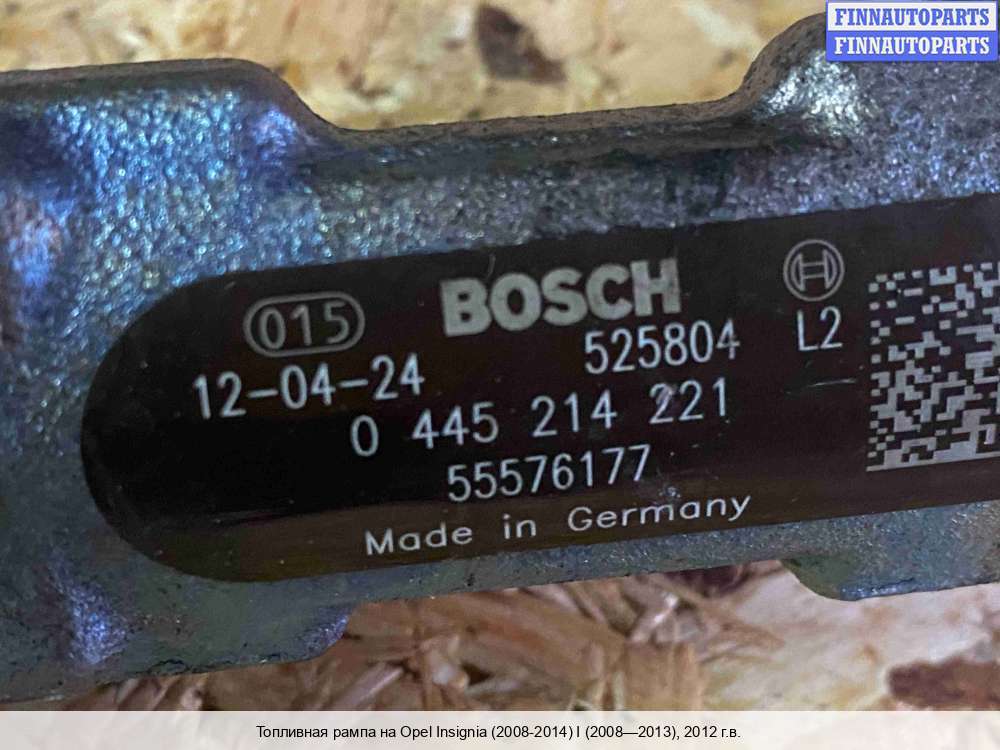 FINNAUTOPARTS
FINNAUTOPARTS
015 BOSCH
12-04-24 525804 L2
0 445 214 221
55576177
Made in Germany
Топливная рампа на Opel Insignia (2008-2014) I (2008—2013), 2012 г.в.